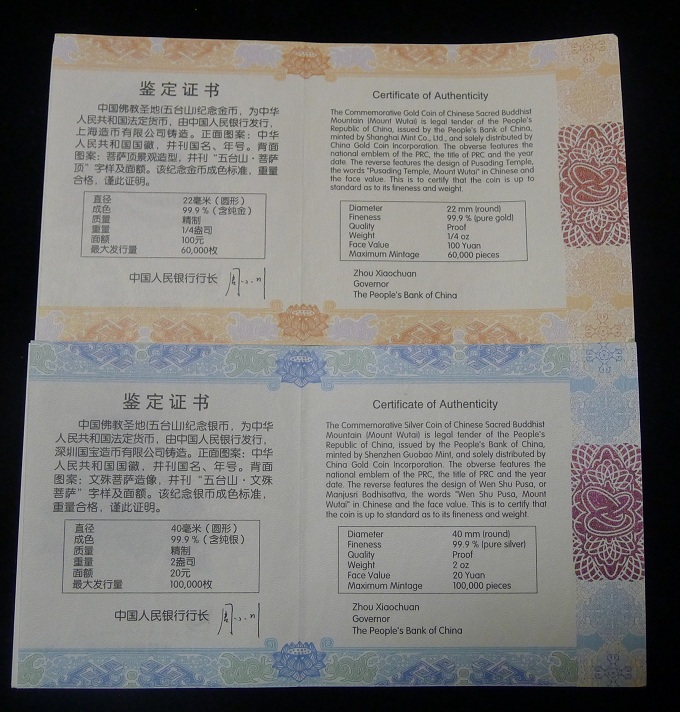 鉴定证书
中国佛教圣地(五台山)纪念金币，为中华
人民共和国法定货币，由中国人民银行发行，
上海造币有限公司铸造。正面图案：中华
人民共和国国徽，并刊国名、年号。背面
图案：菩萨顶景观造型，并刊“五台山·菩萨
顶”字样及面额。该纪念金币成色标准，重量
合格，谨此证明。
直径 22毫米（圆形）
成色 99.9％（含纯金）
质量 精制
重量 1/4盎司
面额 100元
最大发行量 60,000枚
中国人民银行行长
Certificate of Authenticity
The Commemorative Gold Coin of Chinese Sacred Buddhist
Mountain (Mount Wutai) is legal tender of the People's
Republic of China, issued by the People's Bank of China,
minted by Shanghai Mint Co., Ltd., and solely distributed by
China Gold Coin Incorporation. The obverse features the
national emblem of the PRC, the title of PRC and the year
date. The reverse features the design of Pusading Temple,
the words "Pusading Temple, Mount Wutai" in Chinese and
the face value. This is to certify that the coin is up to
standard as to its fineness and weight.
Diameter 22 mm (round)
Fineness 99.9 % (pure gold)
Quality Proof
Weight 1/4 oz
Face Value 100 Yuan
Maximum Mintage 60,000 pieces
Zhou Xiaochuan
Governor
The People's Bank of China
鉴定证书
中国佛教圣地(五台山)纪念银币，为中华
人民共和国法定货币，由中国人民银行发行，
深圳国宝造币有限公司铸造。正面图案：中华
人民共和国国徽，并刊国名、年号。背面
图案：文殊菩萨造像，并刊“五台山·文殊
菩萨”字样及面额。该纪念银币成色标准，
重量合格，谨此证明。
直径 40毫米（圆形）
成色 99.9％（含纯银）
质量 精制
重量 2盎司
面额 20元
最大发行量 100,000枚
中国人民银行行长
Certificate of Authenticity
The Commemorative Silver Coin of Chinese Sacred Buddhist
Mountain (Mount Wutai) is legal tender of the People's
Republic of China, issued by the People's Bank of China,
minted by Shenzhen Guobao Mint, and solely distributed by
China Gold Coin Incorporation. The obverse features the
national emblem of the PRC, the title of PRC and the year
date. The reverse features the design of Wen Shu Pusa, or
Manjusri Bodhisattva, the words "Wen Shu Pusa, Mount
Wutai" in Chinese and the face value. This is to certify that
the coin is up to standard as to its fineness and weight.
Diameter 40 mm (round)
Fineness 99.9 % (pure silver)
Quality Proof
Weight 2 oz
Face Value 20 Yuan
Maximum Mintage 100,000 pieces
Zhou Xiaochuan
Governor
The People's Bank of China